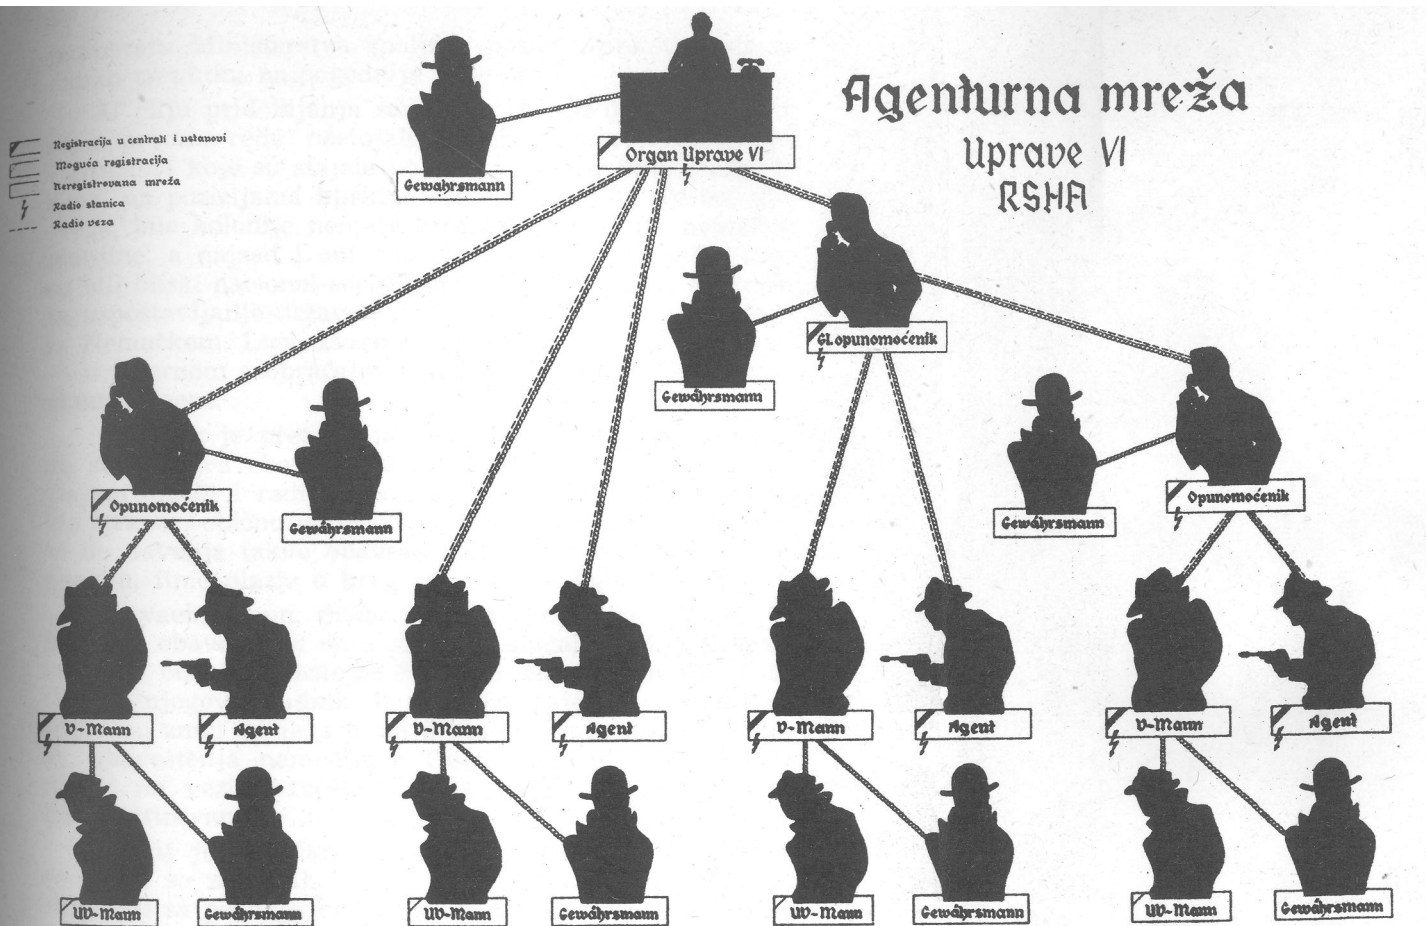 Agenturna mreža
Uprave VI
RSHA
Registracija u centrali i ustanovi
Moguća registracija
Neregistrovana mreža
Radio stanica
Radio veza
Organ Uprave VI
Gewahrsmann
Gl.opunomoćenik
Gewährsmann
Opunomoćenik
Gewährsmann
Opunomoćenik
Gewährsmann
V-Mann
Agent
V-Mann
Agent
V-Mann
Agent
V-Mann
Agent
UV-Mann
Gewährsmann
UV-Mann
Gewährsmann
UV-Mann
Gewährsmann
UV-Mann
Gewährsmann